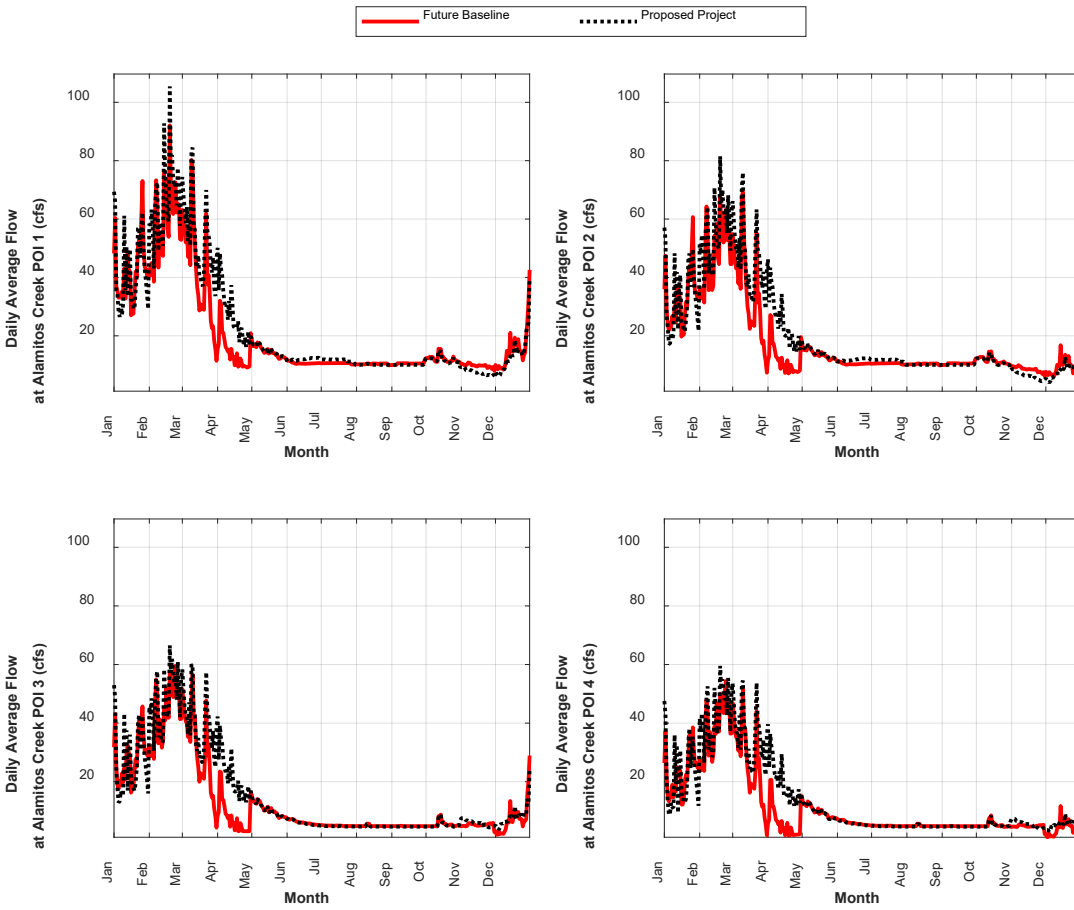 Future Baseline Proposed Project
100
80
60
40
20
Daily Average Flow
at Alamitos Creek POI 1 (cfs)
Jan Feb Mar Apr May Jun Jul Aug Sep Oct Nov Dec
Month
100
80
60
40
20
Daily Average Flow
at Alamitos Creek POI 2 (cfs)
Jan Feb Mar Apr May Jun Jul Aug Sep Oct Nov Dec
Month
100
80
60
40
20
Daily Average Flow
at Alamitos Creek POI 3 (cfs)
Jan Feb Mar Apr May Jun Jul Aug Sep Oct Nov Dec
Month
100
80
60
40
20
Daily Average Flow
at Alamitos Creek POI 4 (cfs)
Jan Feb Mar Apr May Jun Jul Aug Sep Oct Nov Dec
Month